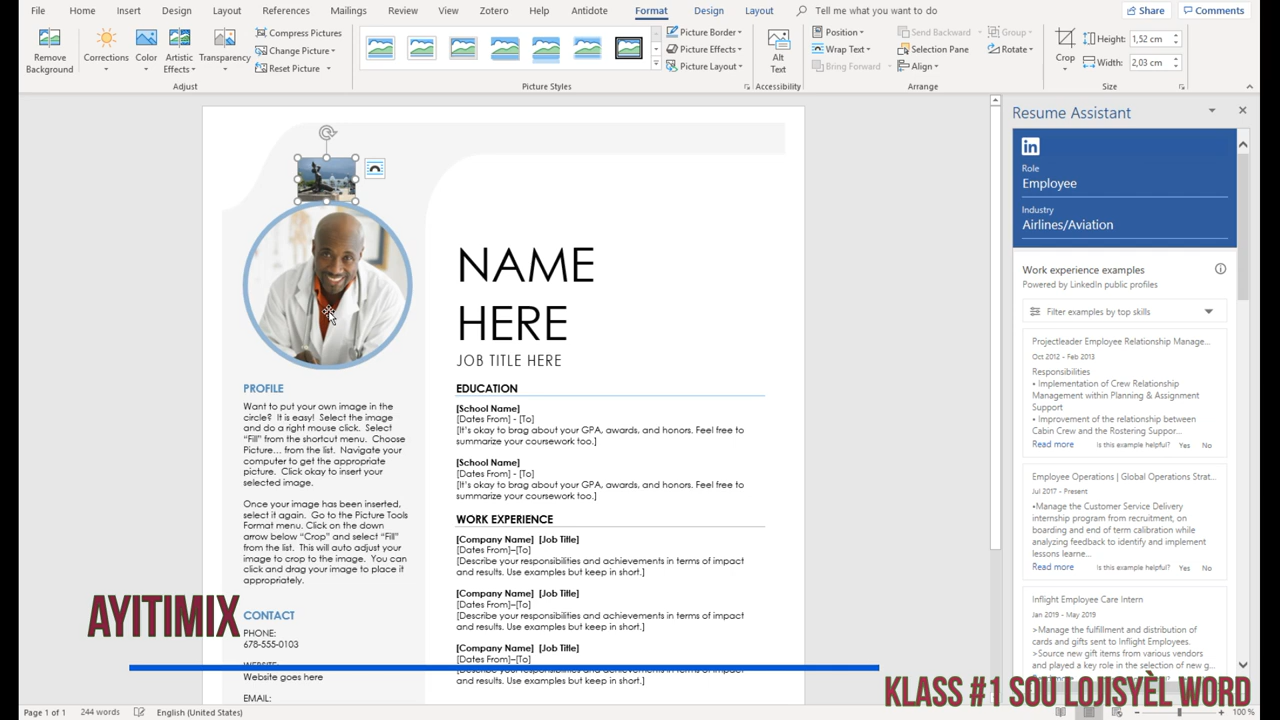 File Home Insert Design Layout References Mailings Review View Zotero Help Antidote Format Design Layout Tell me what you want to do Share Comments
Remove Background
Corrections
Color
Artistic Effects
Transparency
Compress Pictures
Change Picture
Reset Picture
Picture Border
Picture Effects
Picture Layout
Alt Text
Position
Wrap Text
Bring Forward
Send Backward
Selection Pane
Align
Group
Rotate
Crop
Height: 1,52 cm
Width: 2,03 cm
Adjust Picture Styles Accessibility Arrange Size
NAME
HERE
JOB TITLE HERE
PROFILE
Want to put your own image in the
circle? It is easy! Select the image
and do a right mouse click. Select
"Fill" from the shortcut menu. Choose
Picture... from the list. Navigate your
computer to get the appropriate
picture. Click okay to insert your
selected image.
Once your image has been inserted,
select it again. Go to the Picture Tools
Format menu. Click on the down
arrow below "Crop" and select "Fill"
from the list. This will auto adjust your
image to crop to the image. You can
click and drag your image to place it
appropriately.
CONTACT
PHONE:
678-555-0103
WEBSITE:
Website goes here
EMAIL:
EDUCATION
[School Name]
[Dates From] - [To]
[It's okay to brag about your GPA, awards, and honors. Feel free to
summarize your coursework too.]
[School Name]
[Dates From] - [To]
[It's okay to brag about your GPA, awards, and honors. Feel free to
summarize your coursework too.]
WORK EXPERIENCE
[Company Name] [Job Title]
[Dates From]–[To]
[Describe your responsibilities and achievements in terms of impact
and results. Use examples but keep in short.]
[Company Name] [Job Title]
[Dates From]–[To]
[Describe your responsibilities and achievements in terms of impact
and results. Use examples but keep in short.]
[Company Name] [Job Title]
[Dates From]–[To]
[Describe your responsibilities and achievements in terms of impact
and results. Use examples but keep in short.]
Resume Assistant
in
Role
Employee
Industry
Airlines/Aviation
Work experience examples
Powered by LinkedIn public profiles
Filter examples by top skills
Projectleader Employee Relationship Manage...
Oct 2012 - Feb 2013
Responsibilities
• Implementation of Crew Relationship
Management within Planning & Assignment
Support
• Improvement of the relationship between
Cabin Crew and the Rostering Suppor...
Read more Is this example helpful? Yes No
Employee Operations | Global Operations Strat...
Jul 2017 - Present
•Manage the Customer Service Delivery
internship program from recruitment, on
boarding and end of term calibration while
analyzing feedback to identify and implement
lessons learne...
Read more Is this example helpful? Yes No
Inflight Employee Care Intern
Jan 2019 - May 2019
>Manage the fulfillment and distribution of
cards and gifts sent to Inflight Employees.
>Source new gift items from various vendors
and played a key role in the selection of new g...
AYITIMIX
KLASS #1 SOU LOJISYÈL WORD
Page 1 of 1 244 words English (United States) 100 %